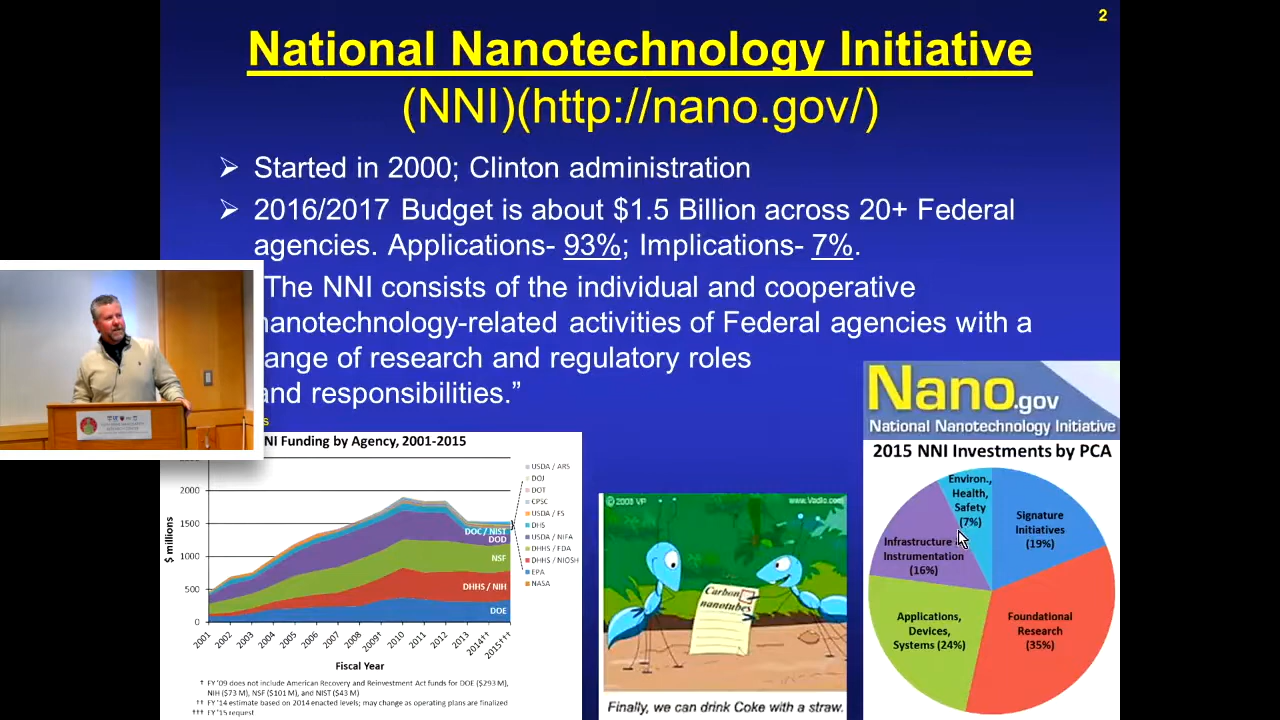 2
National Nanotechnology Initiative
(NNI)(http://nano.gov/)
Started in 2000; Clinton administration
2016/2017 Budget is about $1.5 Billion across 20+ Federal
agencies. Applications- 93%; Implications- 7%.
The NNI consists of the individual and cooperative
nanotechnology-related activities of Federal agencies with a
range of research and regulatory roles
and responsibilities.”
NI Funding by Agency, 2001-2015
$ millions
2000
1500
1000
500
0
DOC / NIST
DOD
NSF
DHHS / NIH
DOE
2001
2002
2003
2004
2005
2006
2007
2008
2009†
2010
2011
2012
2013
2014††
2015†††
Fiscal Year
USDA / ARS
DOJ
DOT
CPSC
USDA / FS
DHS
USDA / NIFA
DHHS / FDA
DHHS / NIOSH
EPA
NASA
† FY '09 does not include American Recovery and Reinvestment Act funds for DOE ($293 M),
NIH ($73 M), NSF ($101 M), and NIST ($43 M)
†† FY '14 estimate based on 2014 enacted levels; may change as operating plans are finalized
††† FY '15 request
© 2003 VP
Carbon
nanotubes
Finally, we can drink Coke with a straw.
Nano.gov
National Nanotechnology Initiative
2015 NNI Investments by PCA
Environ.,
Health,
Safety
(7%)
Signature
Initiatives
(19%)
Infrastructure
Instrumentation
(16%)
Applications,
Devices,
Systems (24%)
Foundational
Research
(35%)